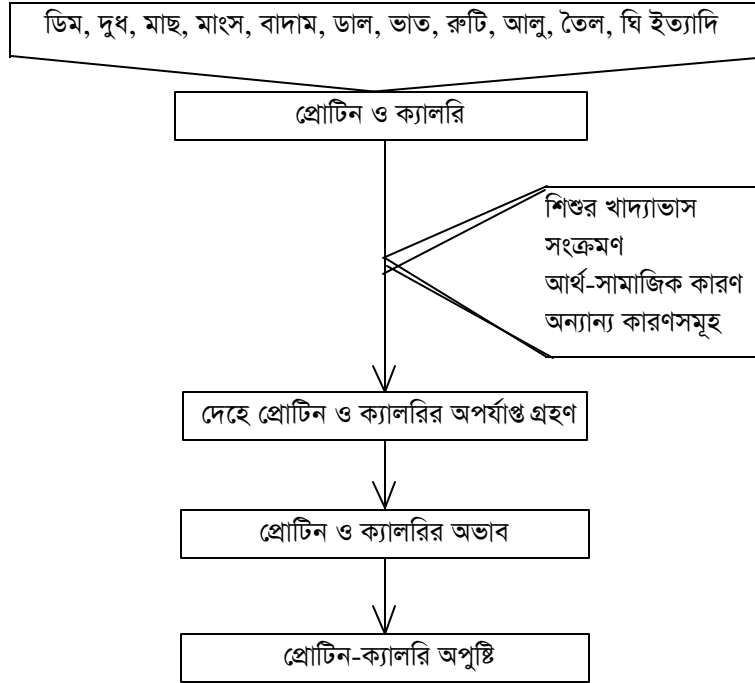 ডিম, দুধ, মাছ, মাংস, বাদাম, ডাল, ভাত, রুটি, আলু, তৈল, ঘি ইত্যাদি
প্রোটিন ও ক্যালরি
শিশুর খাদ্যাভাস
সংক্রমণ
আর্থ-সামাজিক কারণ
অন্যান্য কারণসমূহ
দেহে প্রোটিন ও ক্যালরির অপর্যাপ্ত গ্রহণ
প্রোটিন ও ক্যালরির অভাব
প্রোটিন-ক্যালরি অপুষ্টি